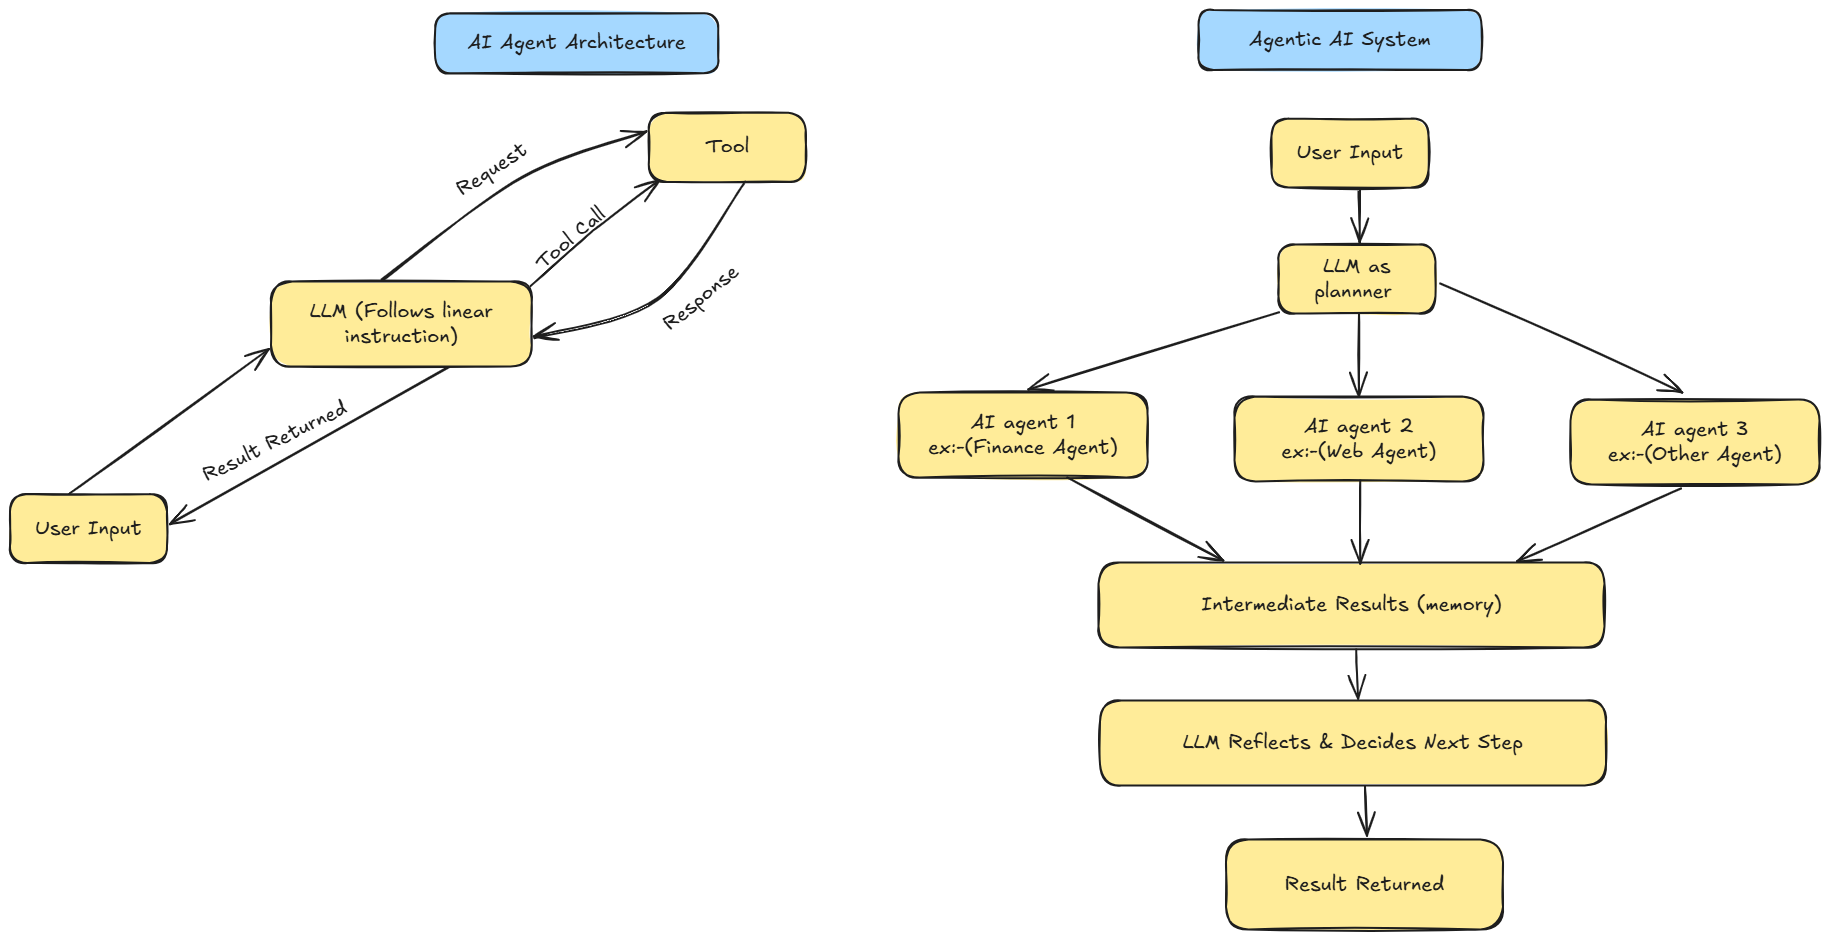 AI Agent Architecture
Tool
Request
Tool Call
Response
LLM (Follows linear
instruction)
Result Returned
User Input
Agentic AI System
User Input
LLM as
plannner
AI agent 1
ex:-(Finance Agent)
AI agent 2
ex:-(Web Agent)
AI agent 3
ex:-(Other Agent)
Intermediate Results (memory)
LLM Reflects & Decides Next Step
Result Returned